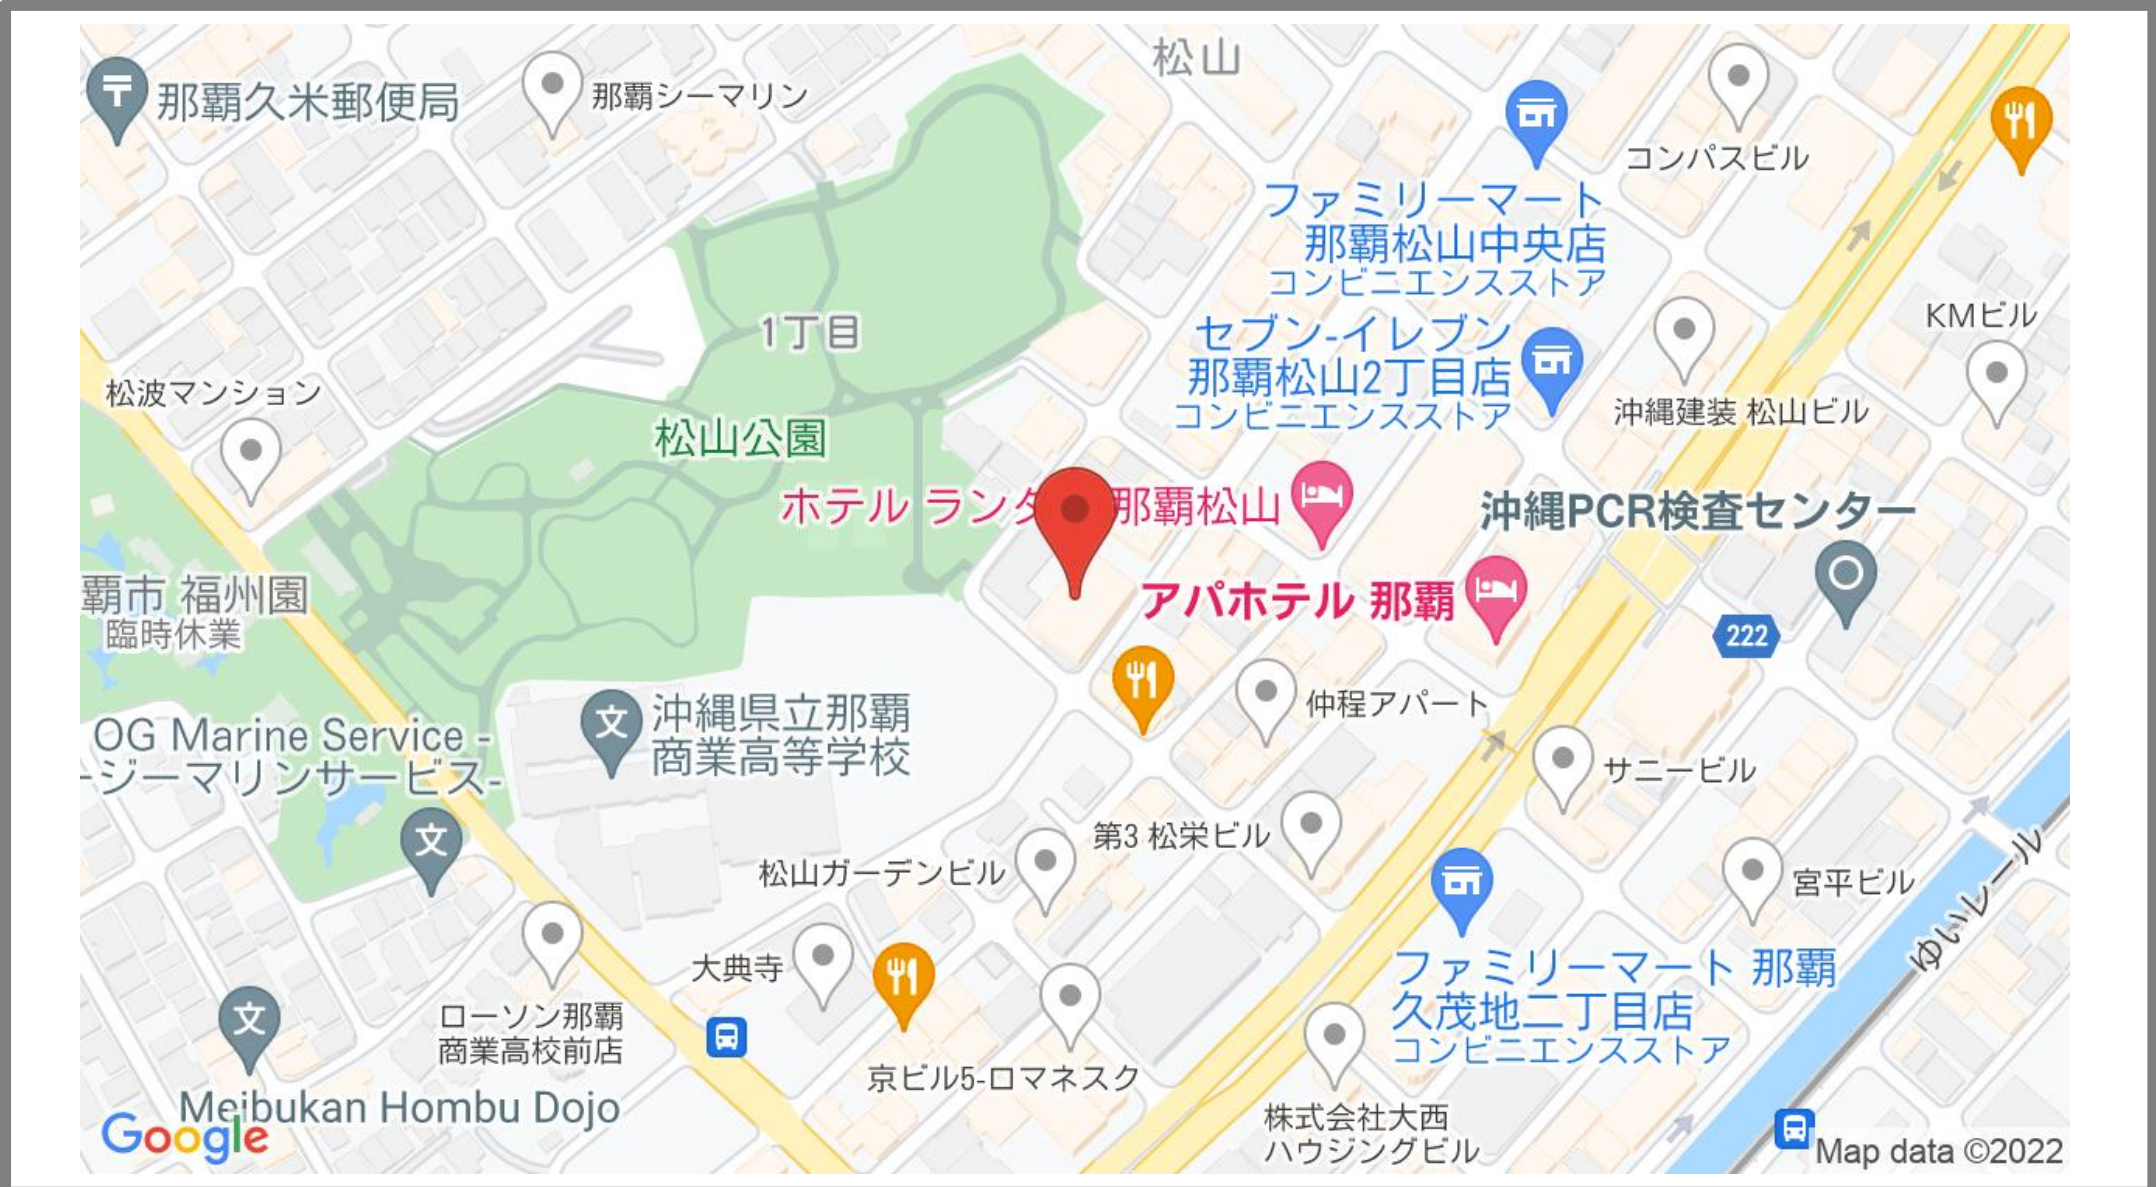 松山
那覇久米郵便局
那覇シーマリン
コンパスビル
ファミリーマート
那覇松山中央店
コンビニエンスストア
1丁目
セブン-イレブン
那覇松山2丁目店
コンビニエンスストア
KMビル
松波マンション
沖縄建装 松山ビル
松山公園
ホテル ランタ
那覇松山
沖縄PCR検査センター
覇市 福州園
臨時休業
アパホテル 那覇
222
沖縄県立那覇
商業高等学校
仲程アパート
OG Marine Service -
ージーマリンサービス-
サニービル
第3 松栄ビル
松山ガーデンビル
宮平ビル
ゆいレール
大典寺
ファミリーマート 那覇
久茂地二丁目店
コンビニエンスストア
ローソン那覇
商業高校前店
京ビル5-ロマネスク
Meibukan Hombu Dojo
株式会社大西
ハウジングビル
Google
Map data ©2022